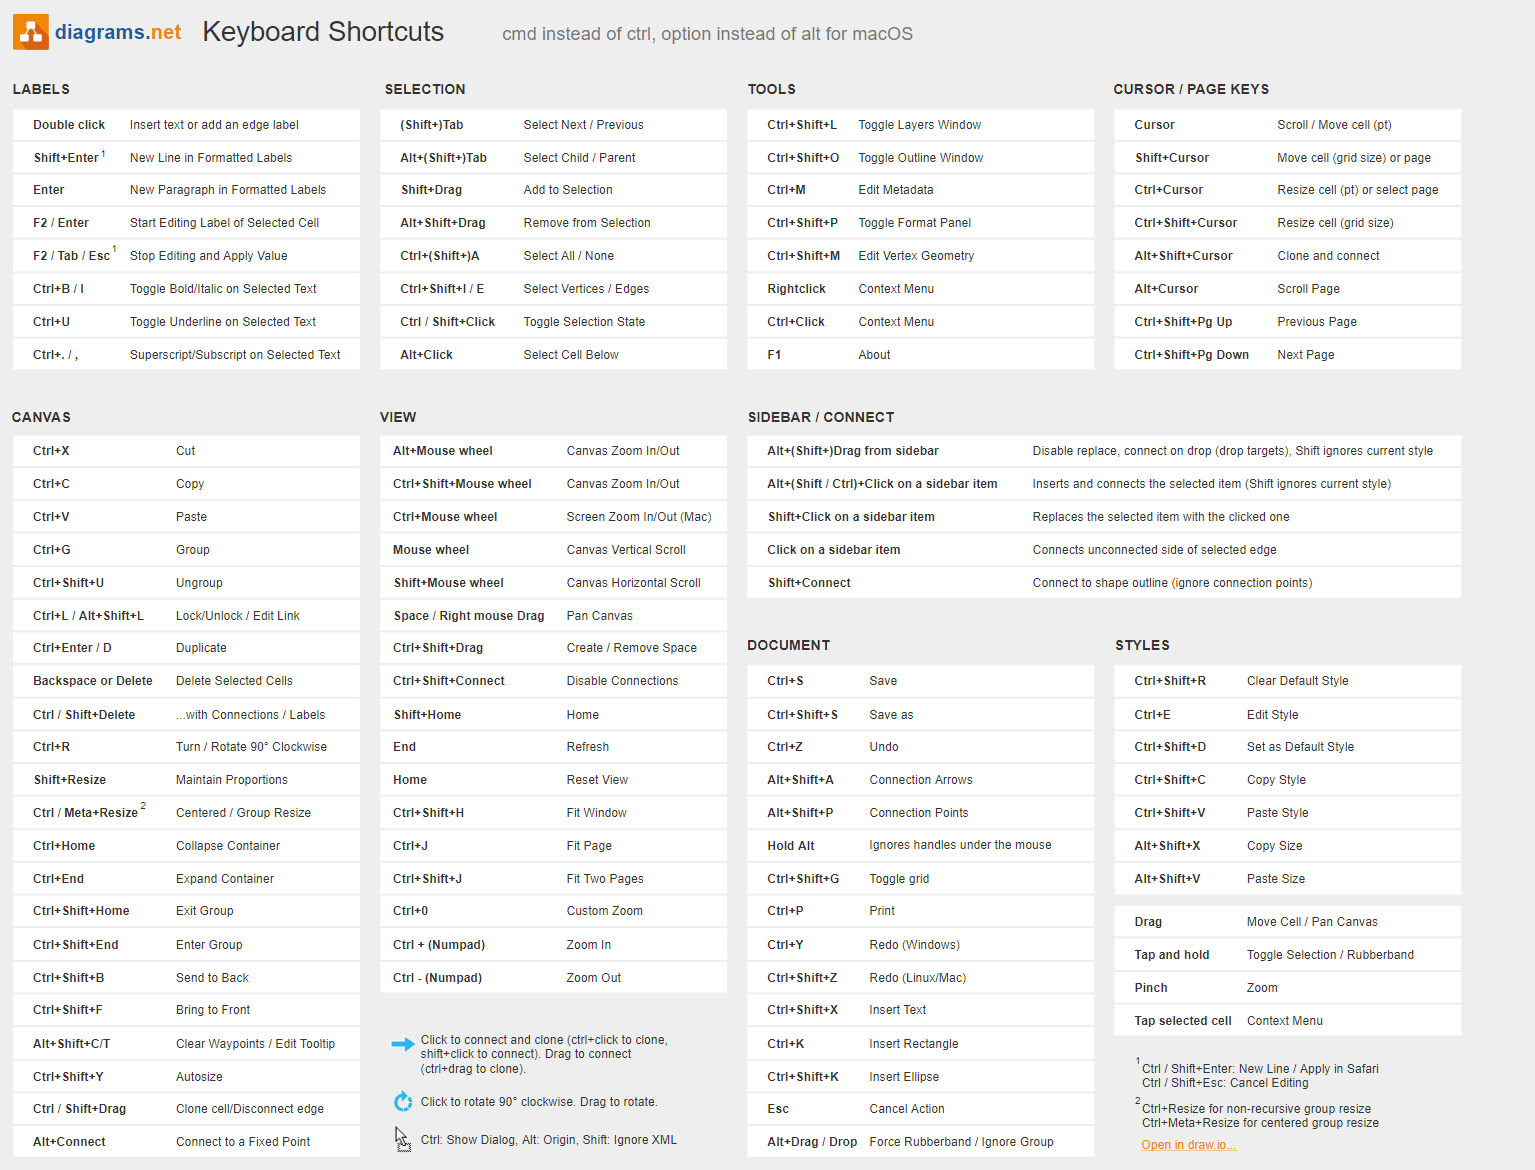 diagrams.net Keyboard Shortcuts cmd instead of ctrl, option instead of alt for macOS
LABELS
Double click Insert text or add an edge label
Shift+Enter 1 New Line in Formatted Labels
Enter New Paragraph in Formatted Labels
F2 / Enter Start Editing Label of Selected Cell
F2 / Tab / Esc 1 Stop Editing and Apply Value
Ctrl+B / I Toggle Bold/Italic on Selected Text
Ctrl+U Toggle Underline on Selected Text
Ctrl+. / , Superscript/Subscript on Selected Text
SELECTION
(Shift+)Tab Select Next / Previous
Alt+(Shift+)Tab Select Child / Parent
Shift+Drag Add to Selection
Alt+Shift+Drag Remove from Selection
Ctrl+(Shift+)A Select All / None
Ctrl+Shift+I / E Select Vertices / Edges
Ctrl / Shift+Click Toggle Selection State
Alt+Click Select Cell Below
TOOLS
Ctrl+Shift+L Toggle Layers Window
Ctrl+Shift+O Toggle Outline Window
Ctrl+M Edit Metadata
Ctrl+Shift+P Toggle Format Panel
Ctrl+Shift+M Edit Vertex Geometry
Rightclick Context Menu
Ctrl+Click Context Menu
F1 About
CURSOR / PAGE KEYS
Cursor Scroll / Move cell (pt)
Shift+Cursor Move cell (grid size) or page
Ctrl+Cursor Resize cell (pt) or select page
Ctrl+Shift+Cursor Resize cell (grid size)
Alt+Shift+Cursor Clone and connect
Alt+Cursor Scroll Page
Ctrl+Shift+Pg Up Previous Page
Ctrl+Shift+Pg Down Next Page
CANVAS
Ctrl+X Cut
Ctrl+C Copy
Ctrl+V Paste
Ctrl+G Group
Ctrl+Shift+U Ungroup
Ctrl+L / Alt+Shift+L Lock/Unlock / Edit Link
Ctrl+Enter / D Duplicate
Backspace or Delete Delete Selected Cells
Ctrl / Shift+Delete ...with Connections / Labels
Ctrl+R Turn / Rotate 90° Clockwise
Shift+Resize Maintain Proportions
Ctrl / Meta+Resize 2 Centered / Group Resize
Ctrl+Home Collapse Container
Ctrl+End Expand Container
Ctrl+Shift+Home Exit Group
Ctrl+Shift+End Enter Group
Ctrl+Shift+B Send to Back
Ctrl+Shift+F Bring to Front
Alt+Shift+C/T Clear Waypoints / Edit Tooltip
Ctrl+Shift+Y Autosize
Ctrl / Shift+Drag Clone cell/Disconnect edge
Alt+Connect Connect to a Fixed Point
VIEW
Alt+Mouse wheel Canvas Zoom In/Out
Ctrl+Shift+Mouse wheel Canvas Zoom In/Out
Ctrl+Mouse wheel Screen Zoom In/Out (Mac)
Mouse wheel Canvas Vertical Scroll
Shift+Mouse wheel Canvas Horizontal Scroll
Space / Right mouse Drag Pan Canvas
Ctrl+Shift+Drag Create / Remove Space
Ctrl+Shift+Connect Disable Connections
Shift+Home Home
End Refresh
Home Reset View
Ctrl+Shift+H Fit Window
Ctrl+J Fit Page
Ctrl+Shift+J Fit Two Pages
Ctrl+0 Custom Zoom
Ctrl + (Numpad) Zoom In
Ctrl - (Numpad) Zoom Out
Click to connect and clone (ctrl+click to clone,
shift+click to connect). Drag to connect
(ctrl+drag to clone).
Click to rotate 90° clockwise. Drag to rotate.
Ctrl: Show Dialog, Alt: Origin, Shift: Ignore XML
SIDEBAR / CONNECT
Alt+(Shift+)Drag from sidebar Disable replace, connect on drop (drop targets), Shift ignores current style
Alt+(Shift / Ctrl)+Click on a sidebar item Inserts and connects the selected item (Shift ignores current style)
Shift+Click on a sidebar item Replaces the selected item with the clicked one
Click on a sidebar item Connects unconnected side of selected edge
Shift+Connect Connect to shape outline (ignore connection points)
DOCUMENT
Ctrl+S Save
Ctrl+Shift+S Save as
Ctrl+Z Undo
Alt+Shift+A Connection Arrows
Alt+Shift+P Connection Points
Hold Alt Ignores handles under the mouse
Ctrl+Shift+G Toggle grid
Ctrl+P Print
Ctrl+Y Redo (Windows)
Ctrl+Shift+Z Redo (Linux/Mac)
Ctrl+Shift+X Insert Text
Ctrl+K Insert Rectangle
Ctrl+Shift+K Insert Ellipse
Esc Cancel Action
Alt+Drag / Drop Force Rubberband / Ignore Group
STYLES
Ctrl+Shift+R Clear Default Style
Ctrl+E Edit Style
Ctrl+Shift+D Set as Default Style
Ctrl+Shift+C Copy Style
Ctrl+Shift+V Paste Style
Alt+Shift+X Copy Size
Alt+Shift+V Paste Size
Drag Move Cell / Pan Canvas
Tap and hold Toggle Selection / Rubberband
Pinch Zoom
Tap selected cell Context Menu
1 Ctrl / Shift+Enter: New Line / Apply in Safari
Ctrl / Shift+Esc: Cancel Editing
2 Ctrl+Resize for non-recursive group resize
Ctrl+Meta+Resize for centered group resize
Open in draw.io...